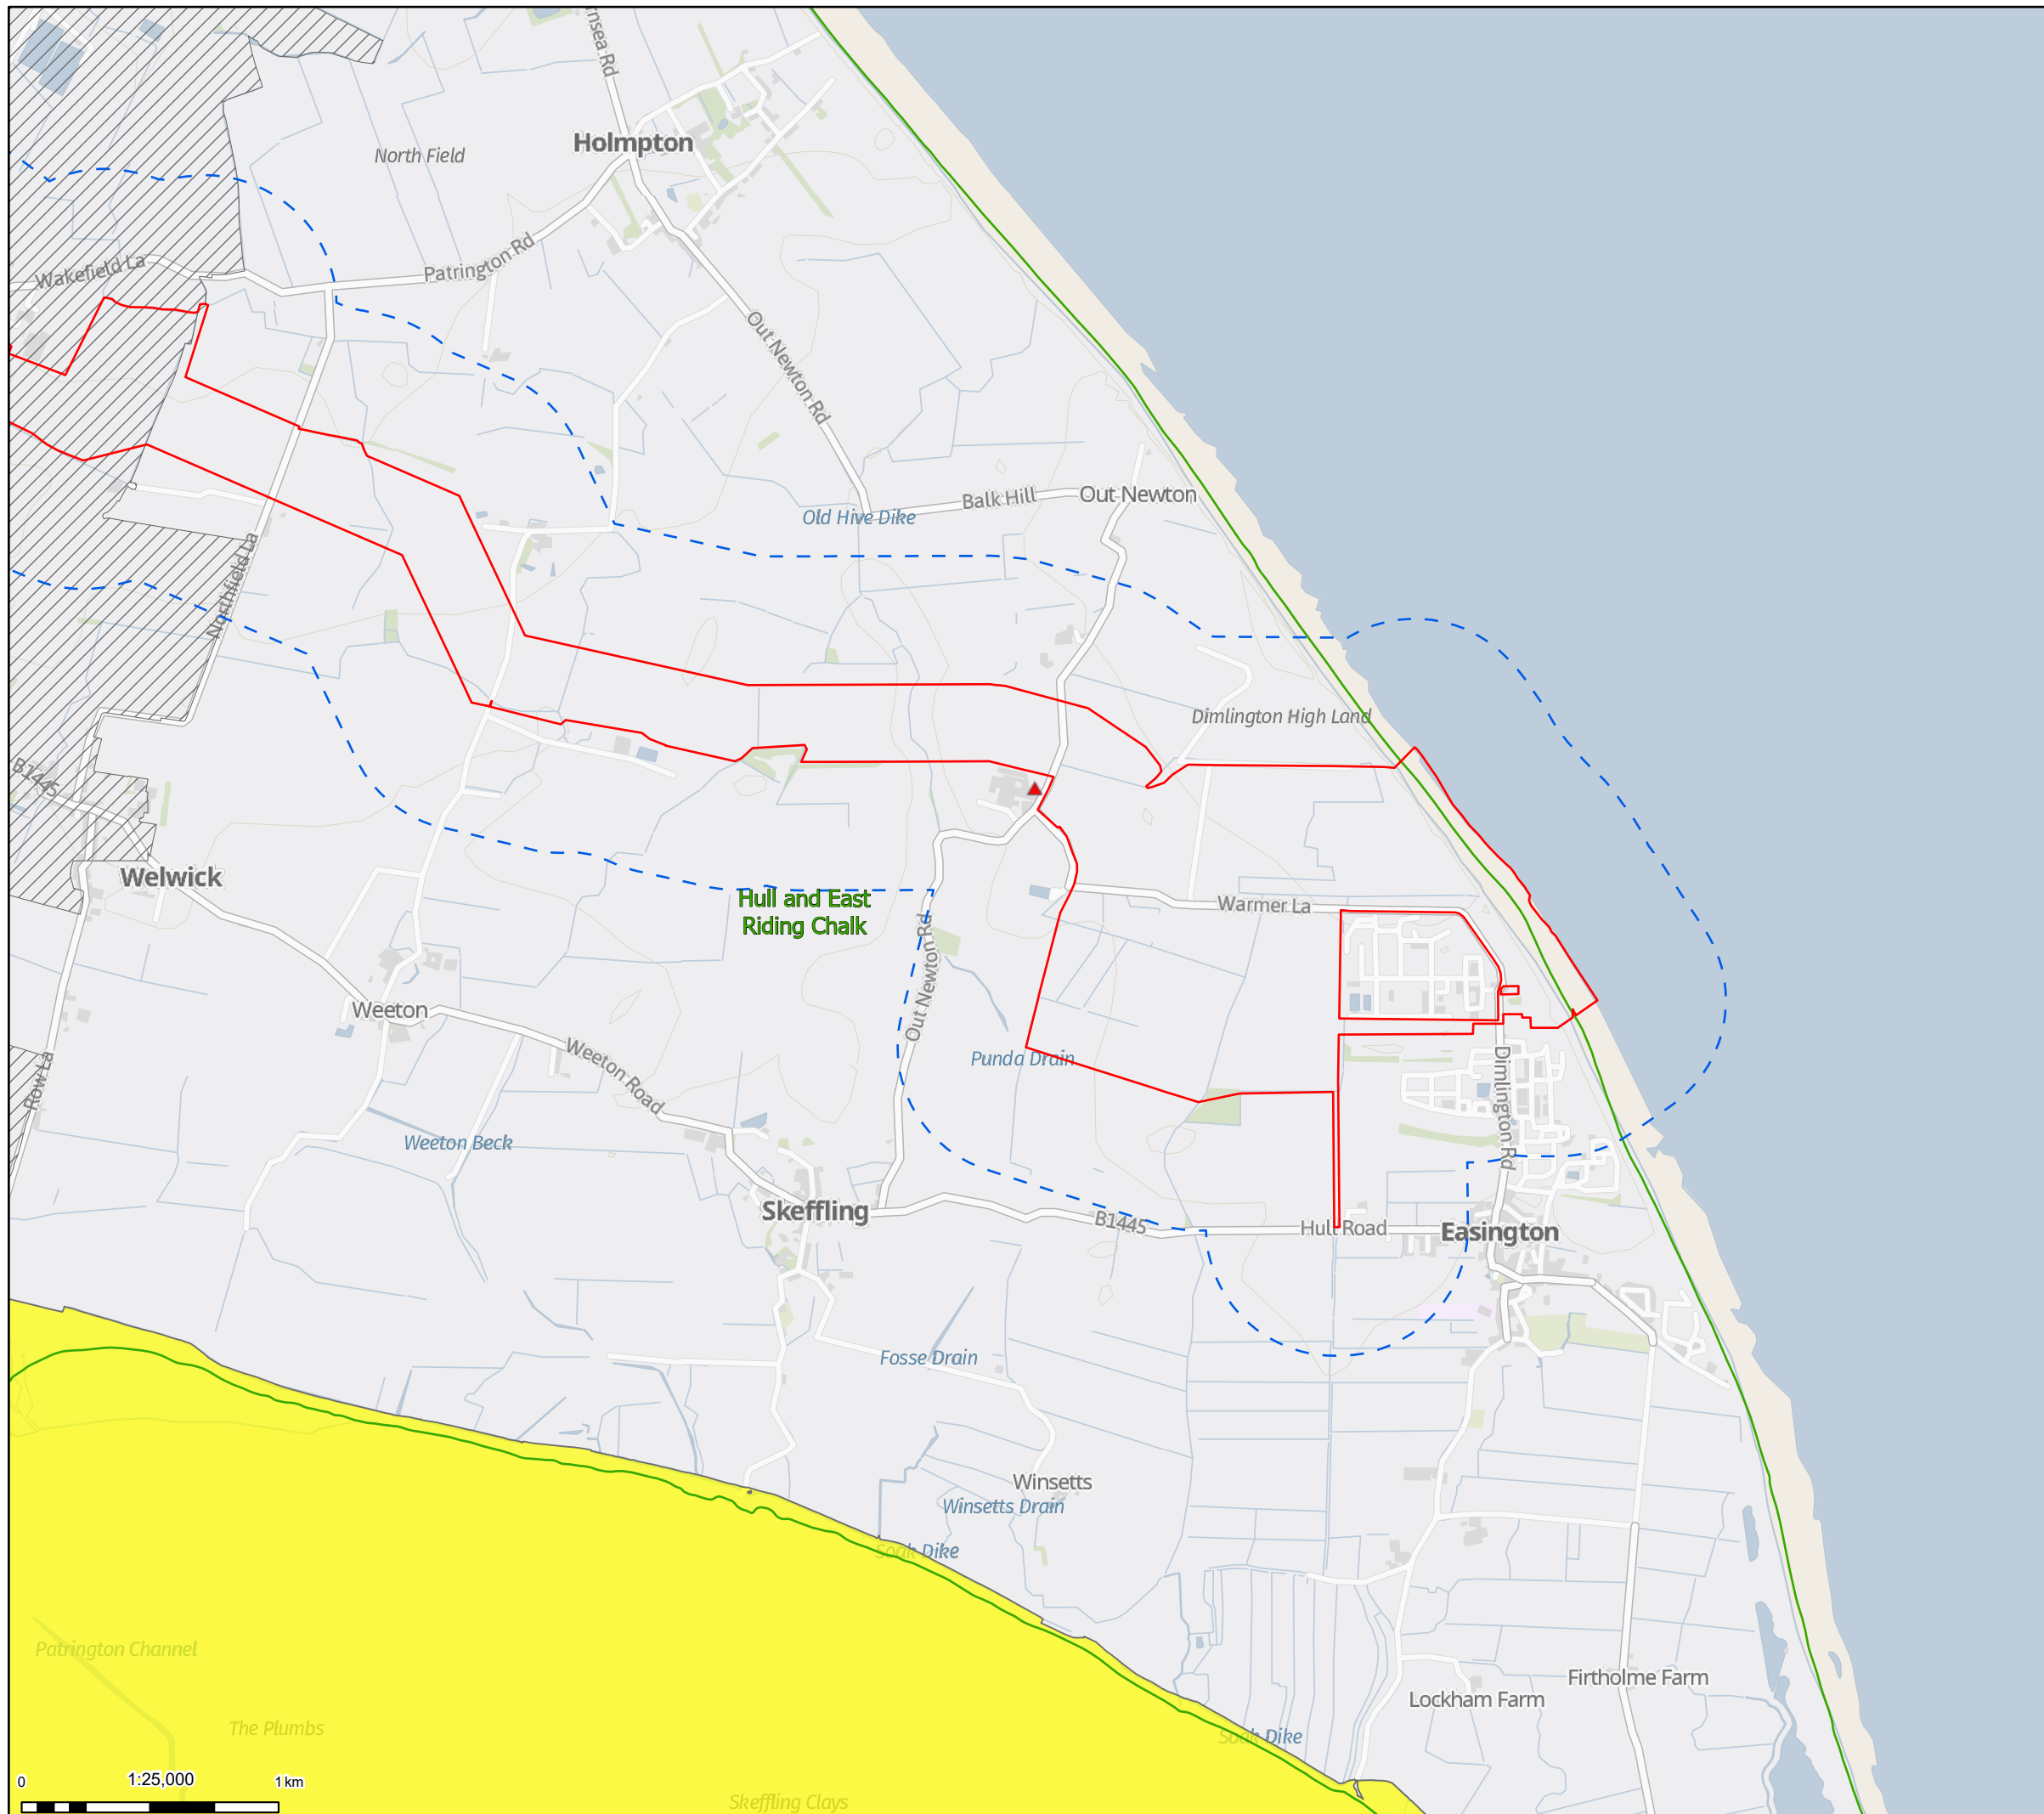 nsea Rd
Holmpton
North Field
Wakefield La
Patrington Rd
Out Newton Rd
Balk Hill
Out Newton
Old Hive Dike
Northfield La
Dimlington High Land
B1445
Welwick
Hull and East
Riding Chalk
Warmer La
Out Newton Rd
Weeton
Weeton Road
Punda Drain
Row La
Dimlington Rd
Weeton Beck
Skeffling
B1445
Hull Road
Easington
Fosse Drain
Winsetts
Winsetts Drain
Soak Dike
Patrington Channel
Firtholme Farm
Lockham Farm
The Plumbs
Soak Dike
0
1:25,000
1 km
Skeffling Clays